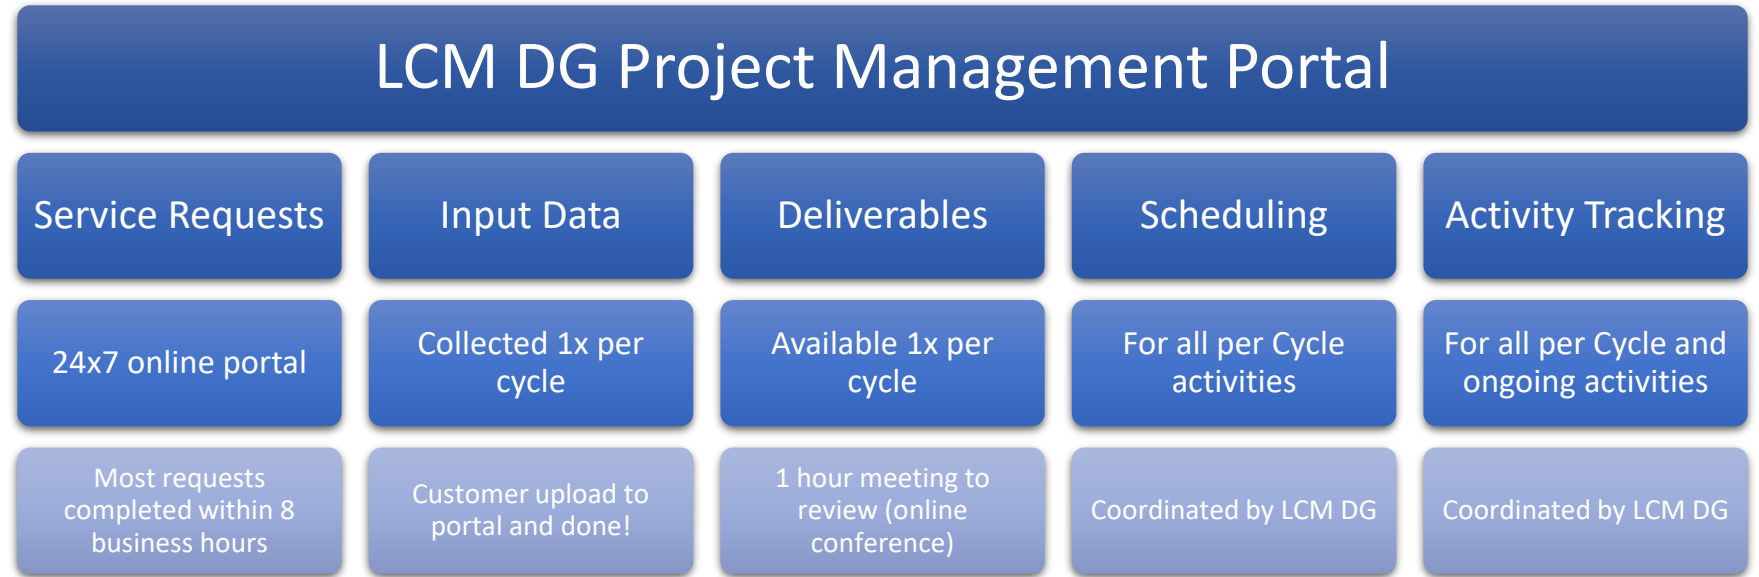 LCM DG Project Management Portal
Service Requests
Input Data
Deliverables
Scheduling
Activity Tracking
24x7 online portal
Collected 1x per
cycle
Available 1x per
cycle
For all per Cycle
activities
For all per Cycle and
ongoing activities
Most requests
completed within 8
business hours
Customer upload to
portal and done!
1 hour meeting to
review (online
conference)
Coordinated by LCM DG
Coordinated by LCM DG